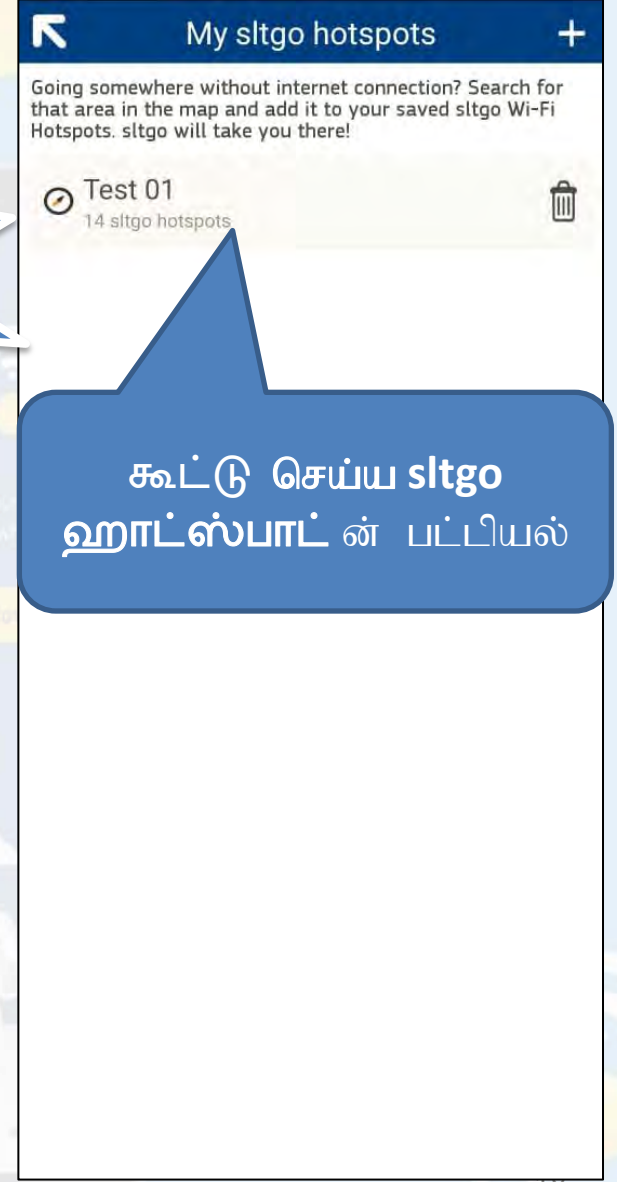 My sltgo hotspots +
Going somewhere without internet connection? Search for
that area in the map and add it to your saved sltgo Wi-Fi
Hotspots. sltgo will take you there!
Test 01
14 sltgo hotspots
கூட்டு செய்ய sltgo
ஹாட்ஸ்பாட் ன் பட்டியல்